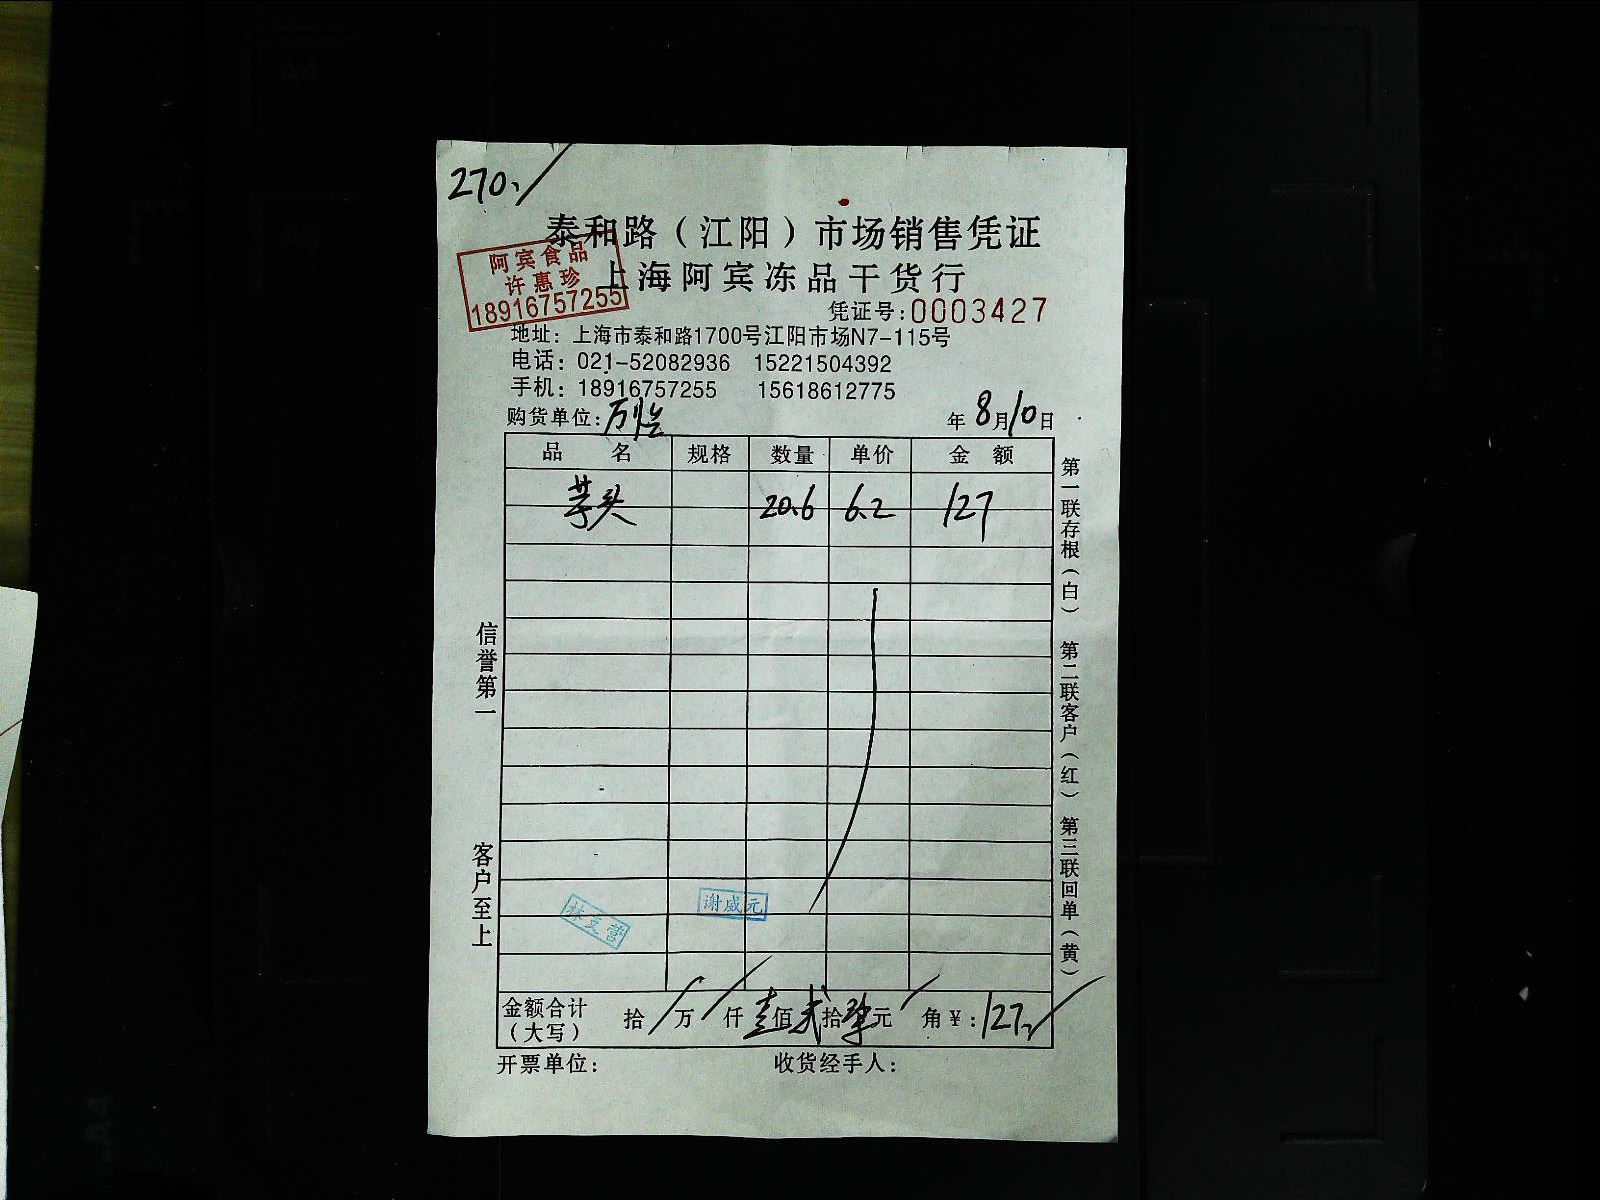 270.
泰和路（江阳）市场销售凭证
阿宾食品
许惠珍
18916757255
上海阿宾冻品干货行
凭证号：0003427
地址：上海市泰和路1700号江阳市场N7-115号
电话：021-52082936 15221504392
手机：18916757255 15618612775
购货单位：万怡 年8月10日
品 名 规格 数量 单价 金 额
芋头 20.6 6.2 127
信誉第一 客户至上
第一联存根（白） 第二联客户（红） 第三联回单（黄）
谢威元
林文营
金额合计（大写） 拾 万 仟 壹佰 贰拾 柒元 角 ¥：127.
开票单位： 收货经手人：